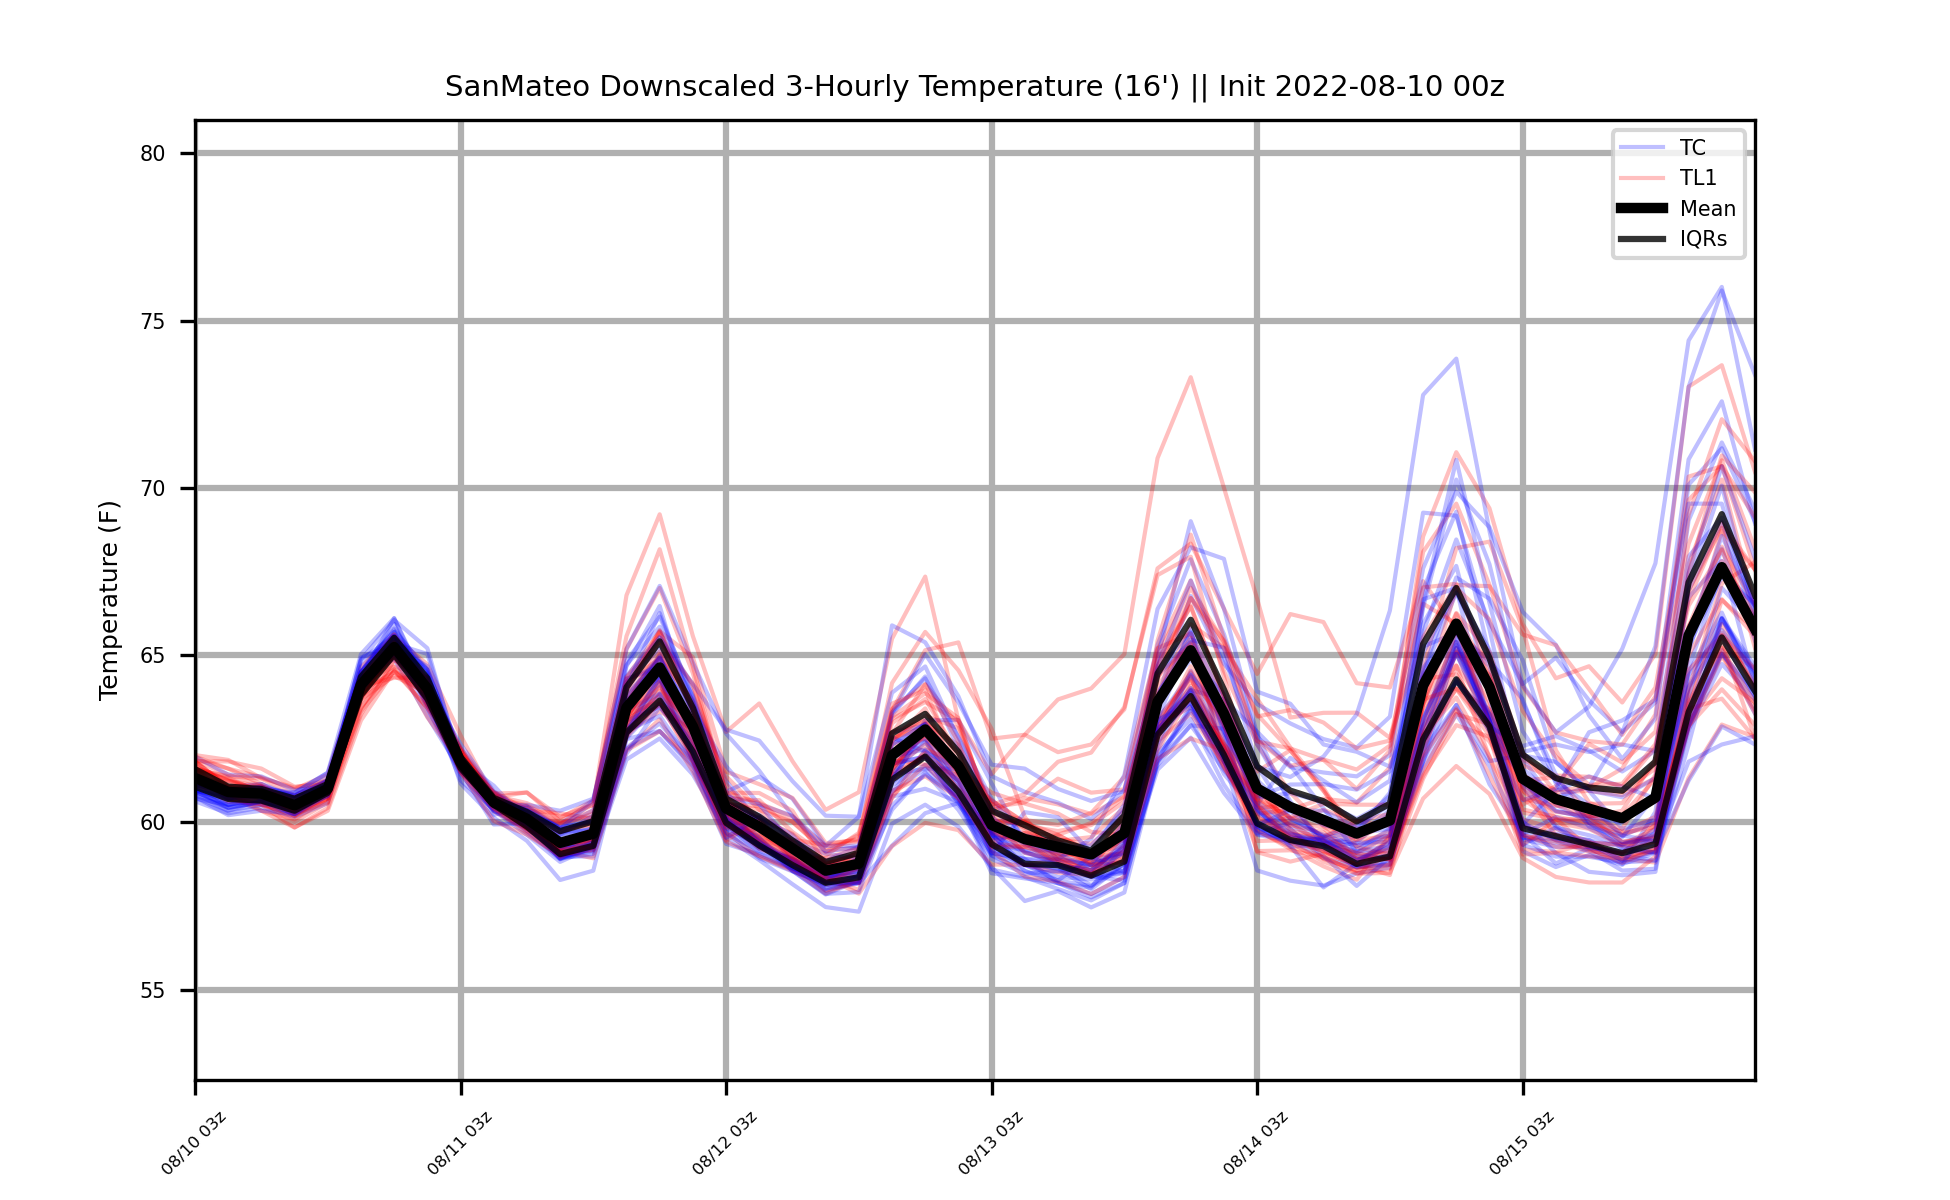 SanMateo Downscaled 3-Hourly Temperature (16') || Init 2022-08-10 00z
TC
TL1
Mean
IQRs
Temperature (F)
80
75
70
65
60
55
08/10 03z
08/11 03z
08/12 03z
08/13 03z
08/14 03z
08/15 03z